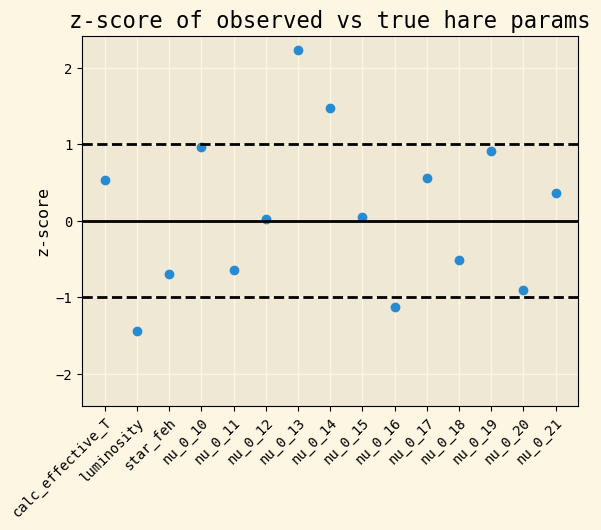 z-score of observed vs true hare params
z-score
2
1
0
−1
−2
calc_effective_T
luminosity
star_feh
nu_0_10
nu_0_11
nu_0_12
nu_0_13
nu_0_14
nu_0_15
nu_0_16
nu_0_17
nu_0_18
nu_0_19
nu_0_20
nu_0_21